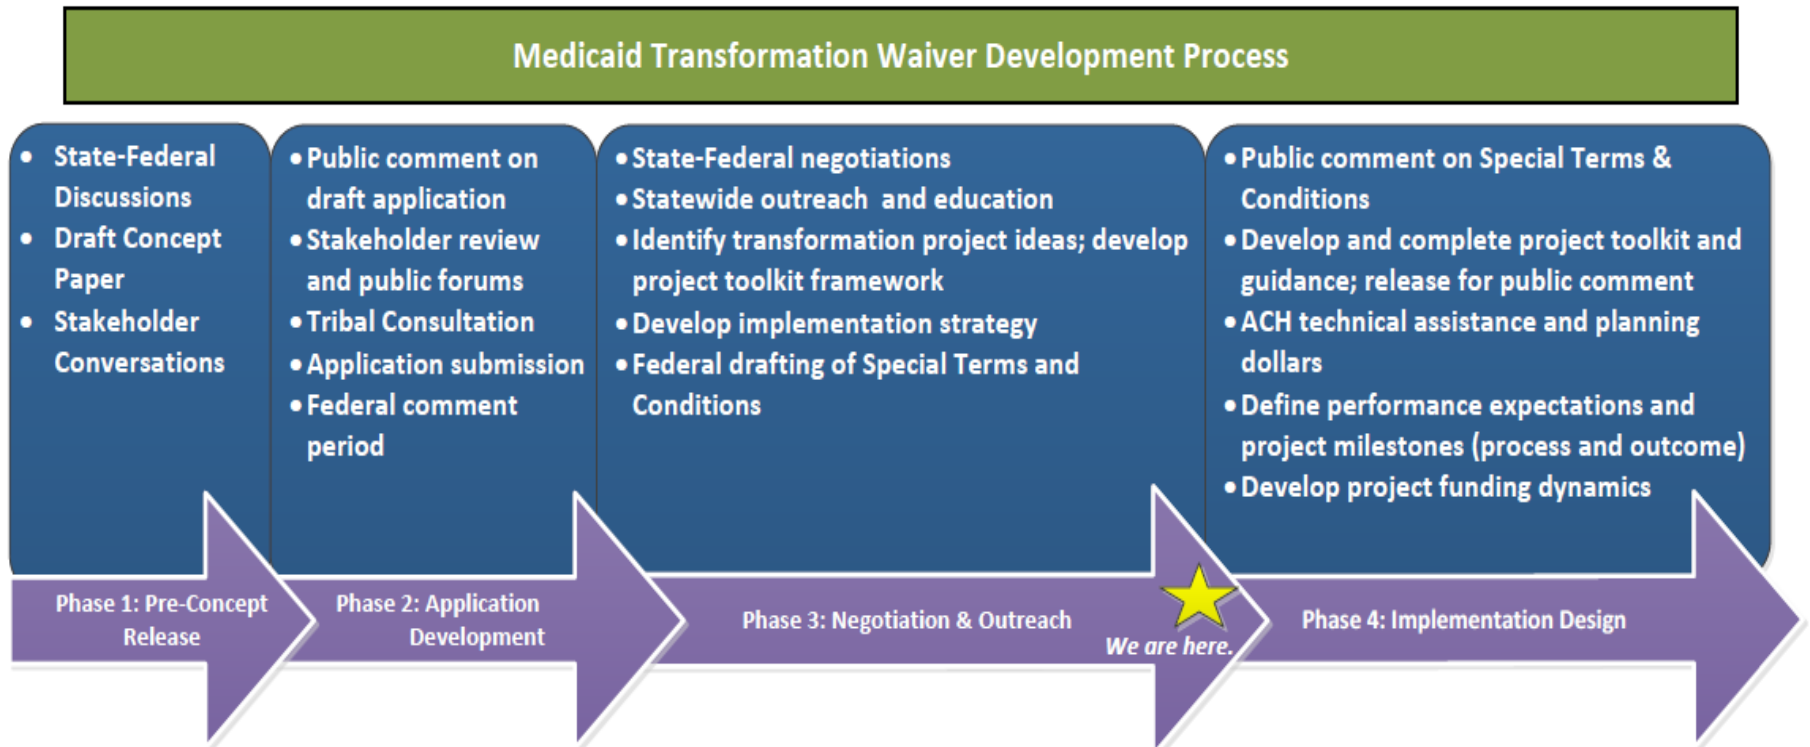 Medicaid Transformation Waiver Development Process
• State-Federal
Discussions
• Draft Concept
Paper
• Stakeholder
Conversations
• Public comment on
draft application
• Stakeholder review
and public forums
• Tribal Consultation
• Application submission
• Federal comment
period
• State-Federal negotiations
• Statewide outreach and education
• Identify transformation project ideas; develop
project toolkit framework
• Develop implementation strategy
• Federal drafting of Special Terms and
Conditions
• Public comment on Special Terms &
Conditions
• Develop and complete project toolkit and
guidance; release for public comment
• ACH technical assistance and planning
dollars
• Define performance expectations and
project milestones (process and outcome)
• Develop project funding dynamics
Phase 1: Pre-Concept
Release
Phase 2: Application
Development
Phase 3: Negotiation & Outreach
We are here.
Phase 4: Implementation Design